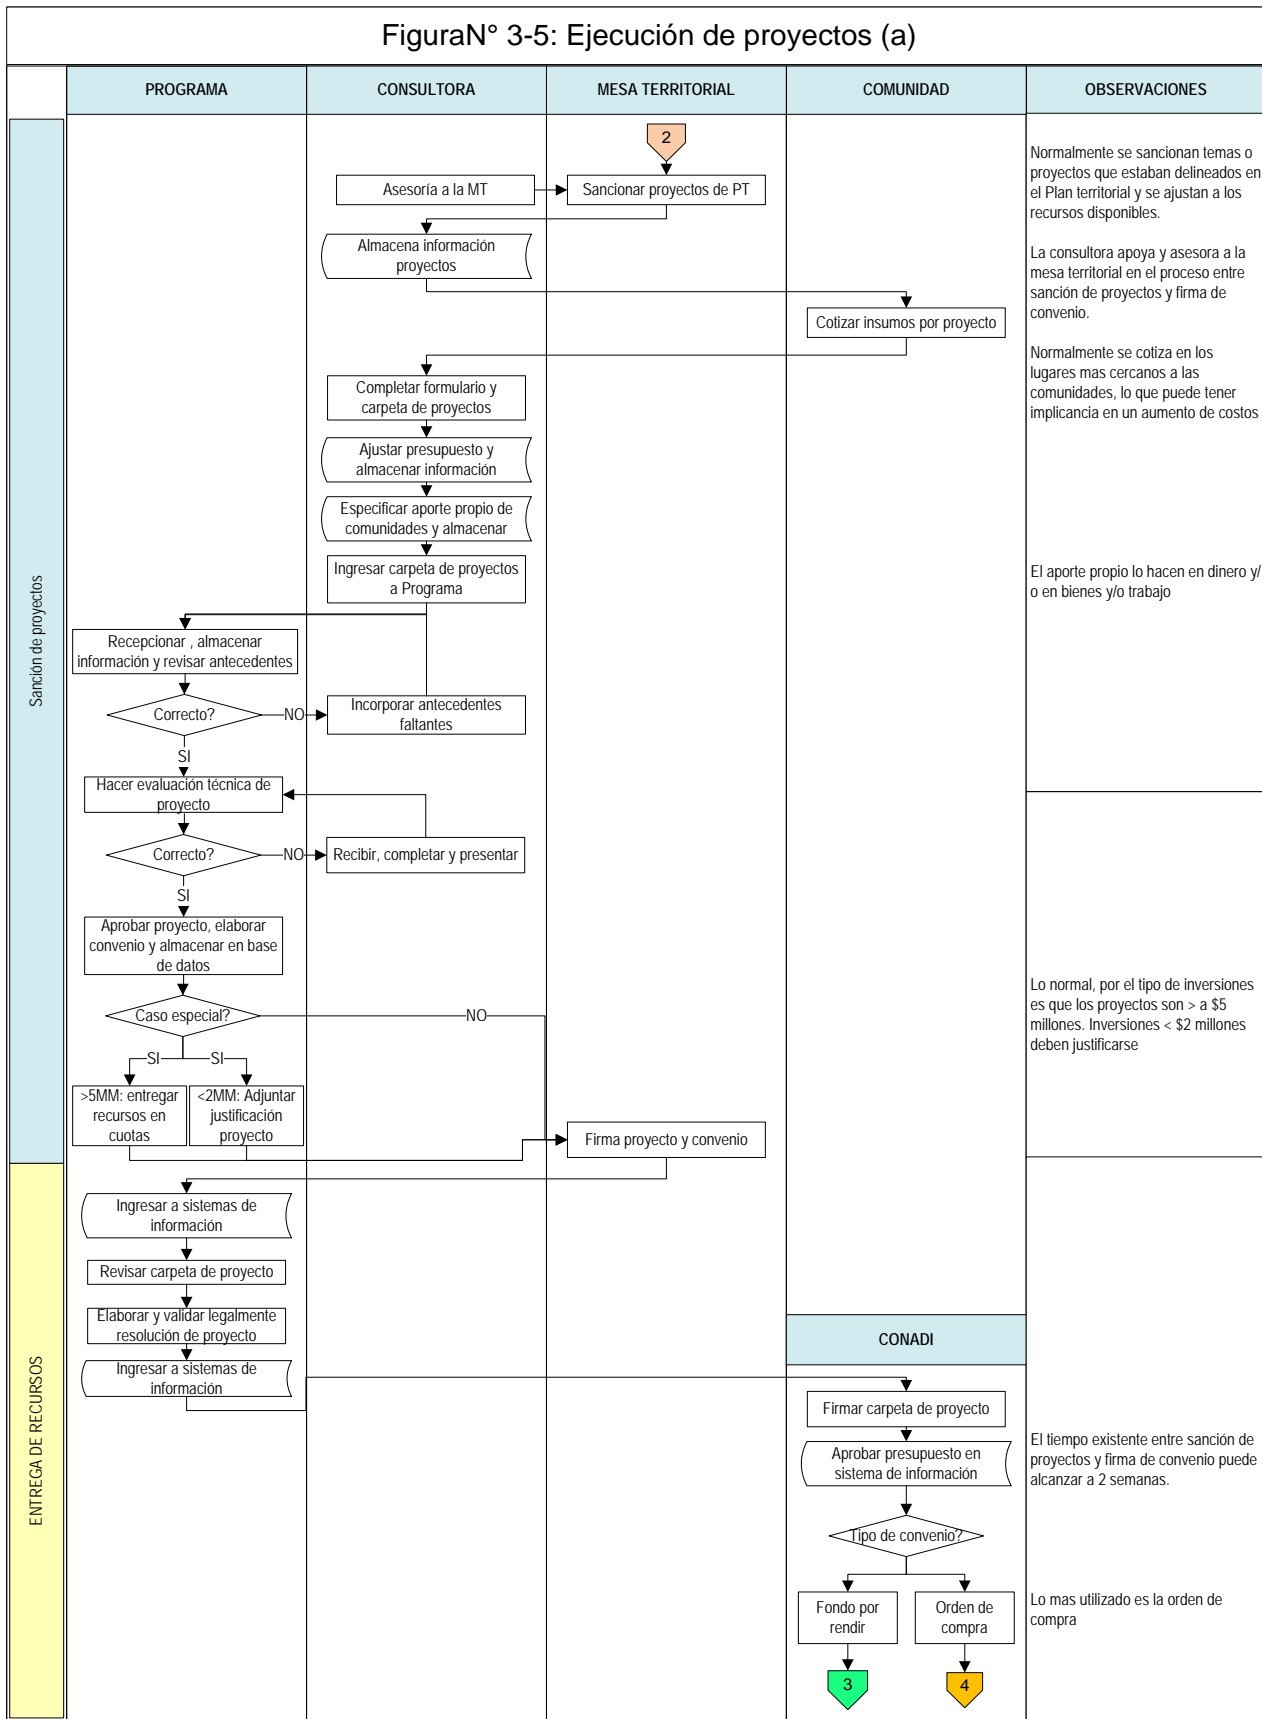 FiguraN° 3-5: Ejecución de proyectos (a)
PROGRAMA
CONSULTORA
MESA TERRITORIAL
COMUNIDAD
OBSERVACIONES
Sanción de proyectos
2
Asesoría a la MT
Sancionar proyectos de PT
Normalmente se sancionan temas o
proyectos que estaban delineados en
el Plan territorial y se ajustan a los
recursos disponibles.
Almacena información
proyectos
La consultora apoya y asesora a la
mesa territorial en el proceso entre
sanción de proyectos y firma de
convenio.
Cotizar insumos por proyecto
Normalmente se cotiza en los
lugares mas cercanos a las
comunidades, lo que puede tener
implicancia en un aumento de costos
Completar formulario y
carpeta de proyectos
Ajustar presupuesto y
almacenar información
Especificar aporte propio de
comunidades y almacenar
Ingresar carpeta de proyectos
a Programa
El aporte propio lo hacen en dinero y/
o en bienes y/o trabajo
Recepcionar , almacenar
información y revisar antecedentes
Correcto?
NO
Incorporar antecedentes
faltantes
SI
Hacer evaluación técnica de
proyecto
Correcto?
NO
Recibir, completar y presentar
SI
Aprobar proyecto, elaborar
convenio y almacenar en base
de datos
Caso especial?
NO
Lo normal, por el tipo de inversiones
es que los proyectos son > a $5
millones. Inversiones < $2 millones
deben justificarse
SI
SI
>5MM: entregar
recursos en
cuotas
<2MM: Adjuntar
justificación
proyecto
Firma proyecto y convenio
ENTREGA DE RECURSOS
Ingresar a sistemas de
información
Revisar carpeta de proyecto
Elaborar y validar legalmente
resolución de proyecto
Ingresar a sistemas de
información
CONADI
Firmar carpeta de proyecto
Aprobar presupuesto en
sistema de información
El tiempo existente entre sanción de
proyectos y firma de convenio puede
alcanzar a 2 semanas.
Tipo de convenio?
Fondo por
rendir
Orden de
compra
Lo mas utilizado es la orden de
compra
3
4